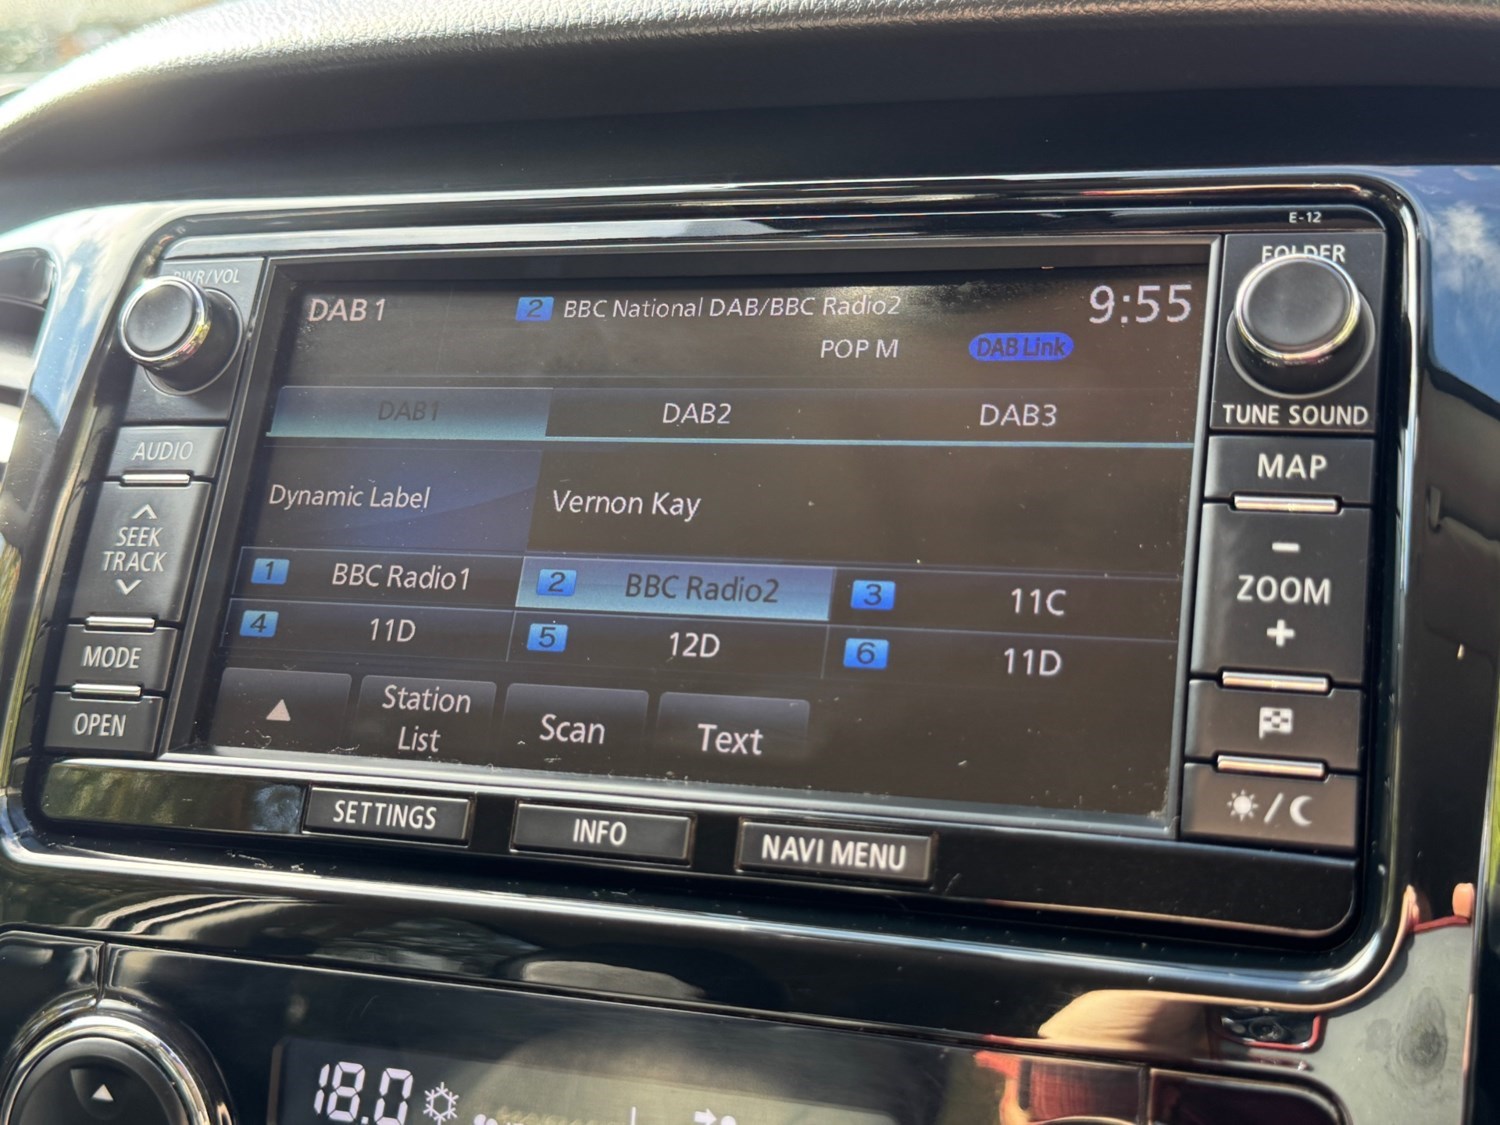 E-12
PWR/VOL
FOLDER
DAB 1
2 BBC National DAB/BBC Radio2
9:55
POP M
DAB Link
TUNE SOUND
DAB1
DAB2
DAB3
AUDIO
MAP
Dynamic Label
Vernon Kay
SEEK
TRACK
1 BBC Radio1
2 BBC Radio2
3 11C
4 11D
5 12D
6 11D
- ZOOM +
MODE
OPEN
Station
List
Scan
Text
SETTINGS
INFO
NAVI MENU
18.0